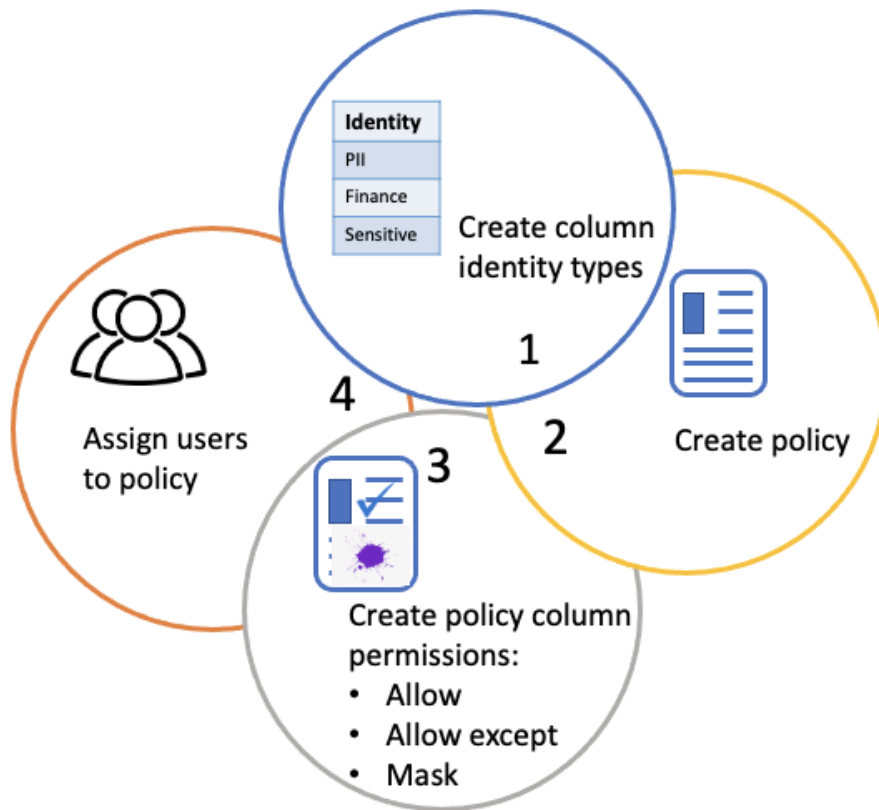 Identity
PII
Finance
Sensitive
Create column
identity types
1
2
Create policy
3
Create policy column
permissions:
• Allow
• Allow except
• Mask
4
Assign users
to policy